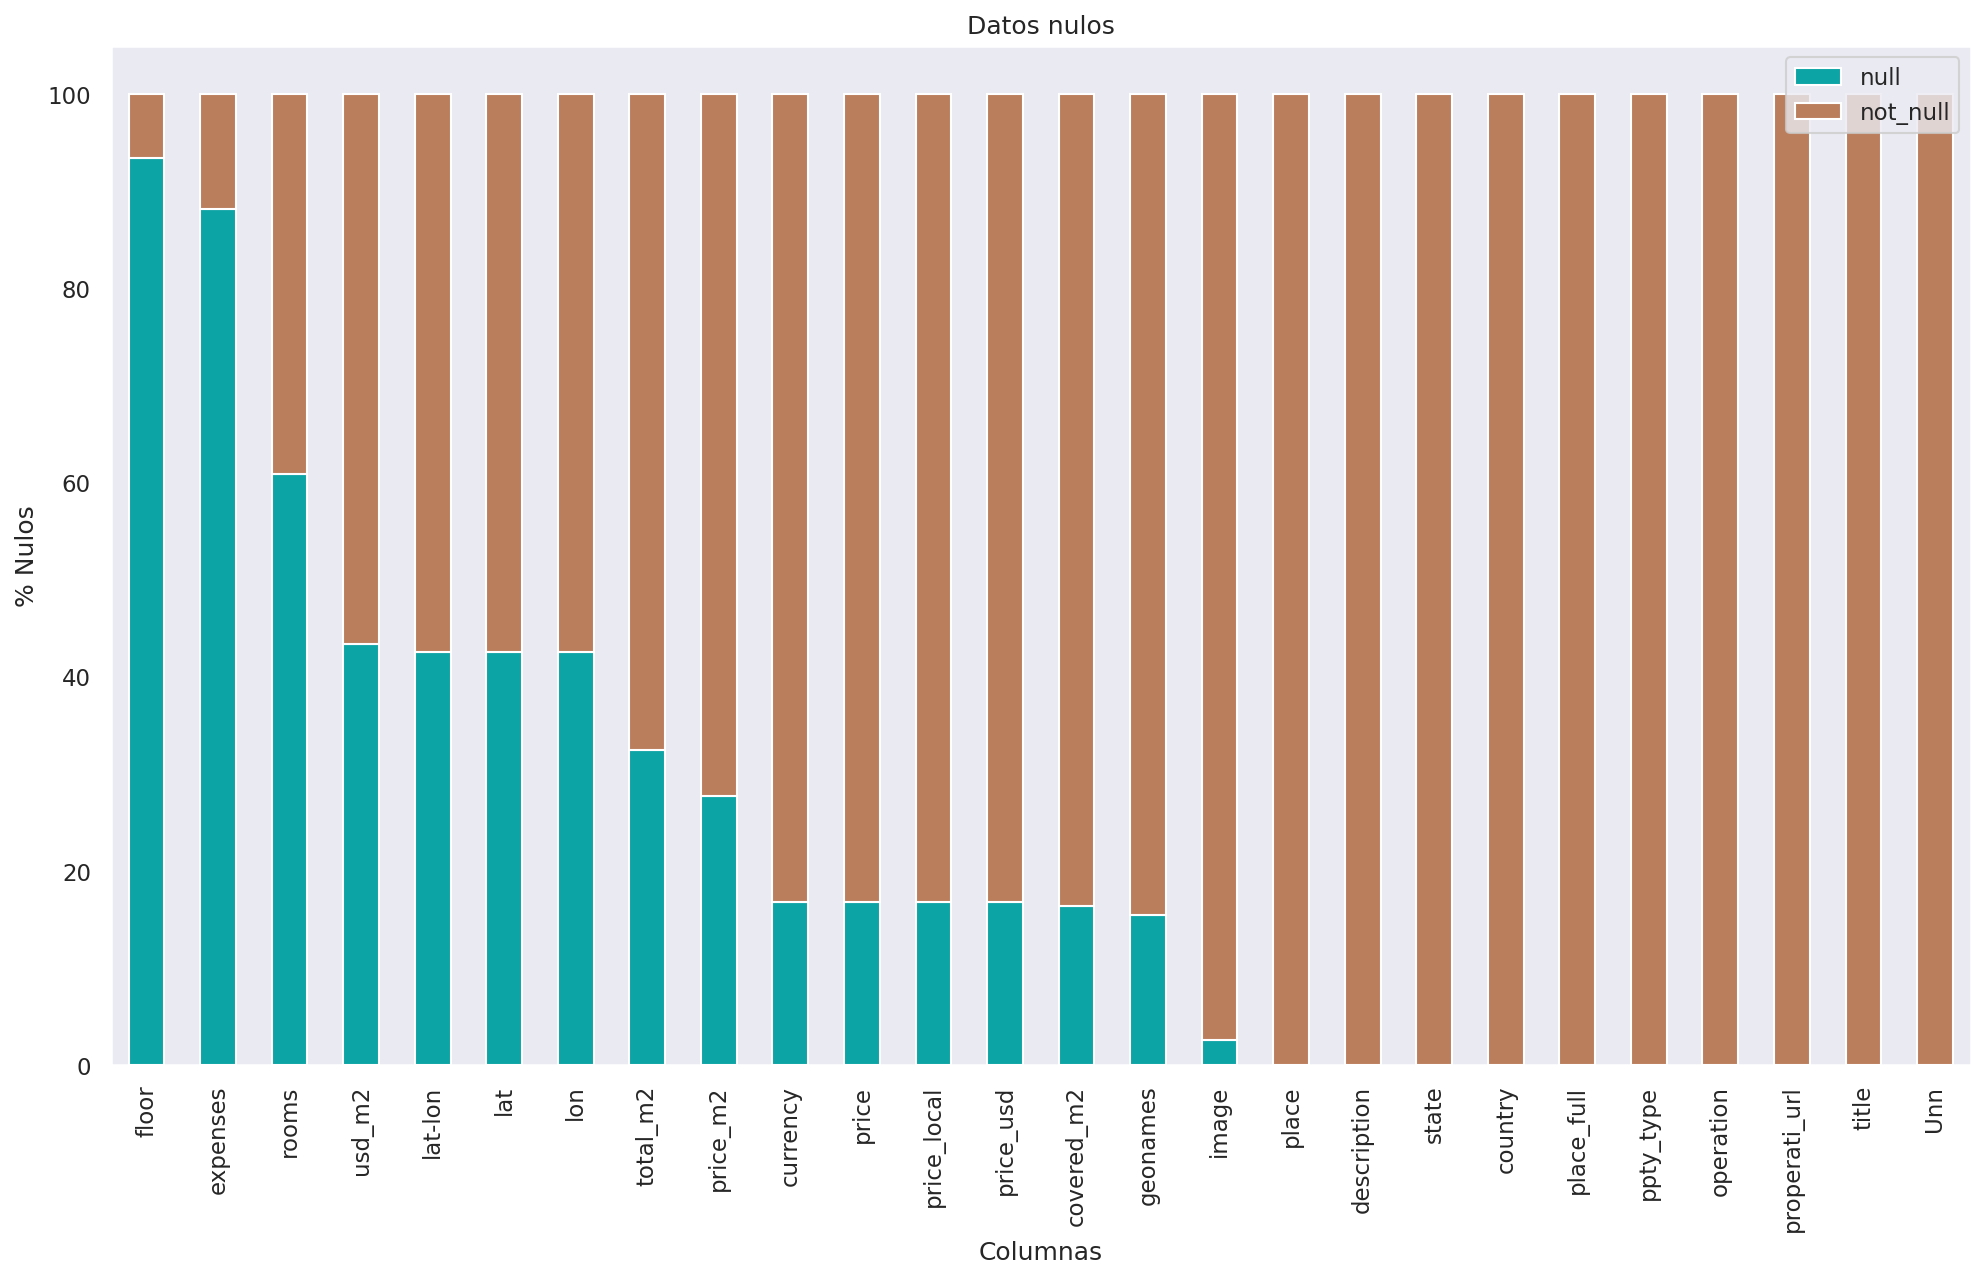 Datos nulos
null
not_null
100
80
60
40
20
0
% Nulos
floor
expenses
rooms
usd_m2
lat-lon
lat
lon
total_m2
price_m2
currency
price
price_local
price_usd
covered_m2
geonames
image
place
description
state
country
place_full
ppty_type
operation
properati_url
title
Unn
Columnas